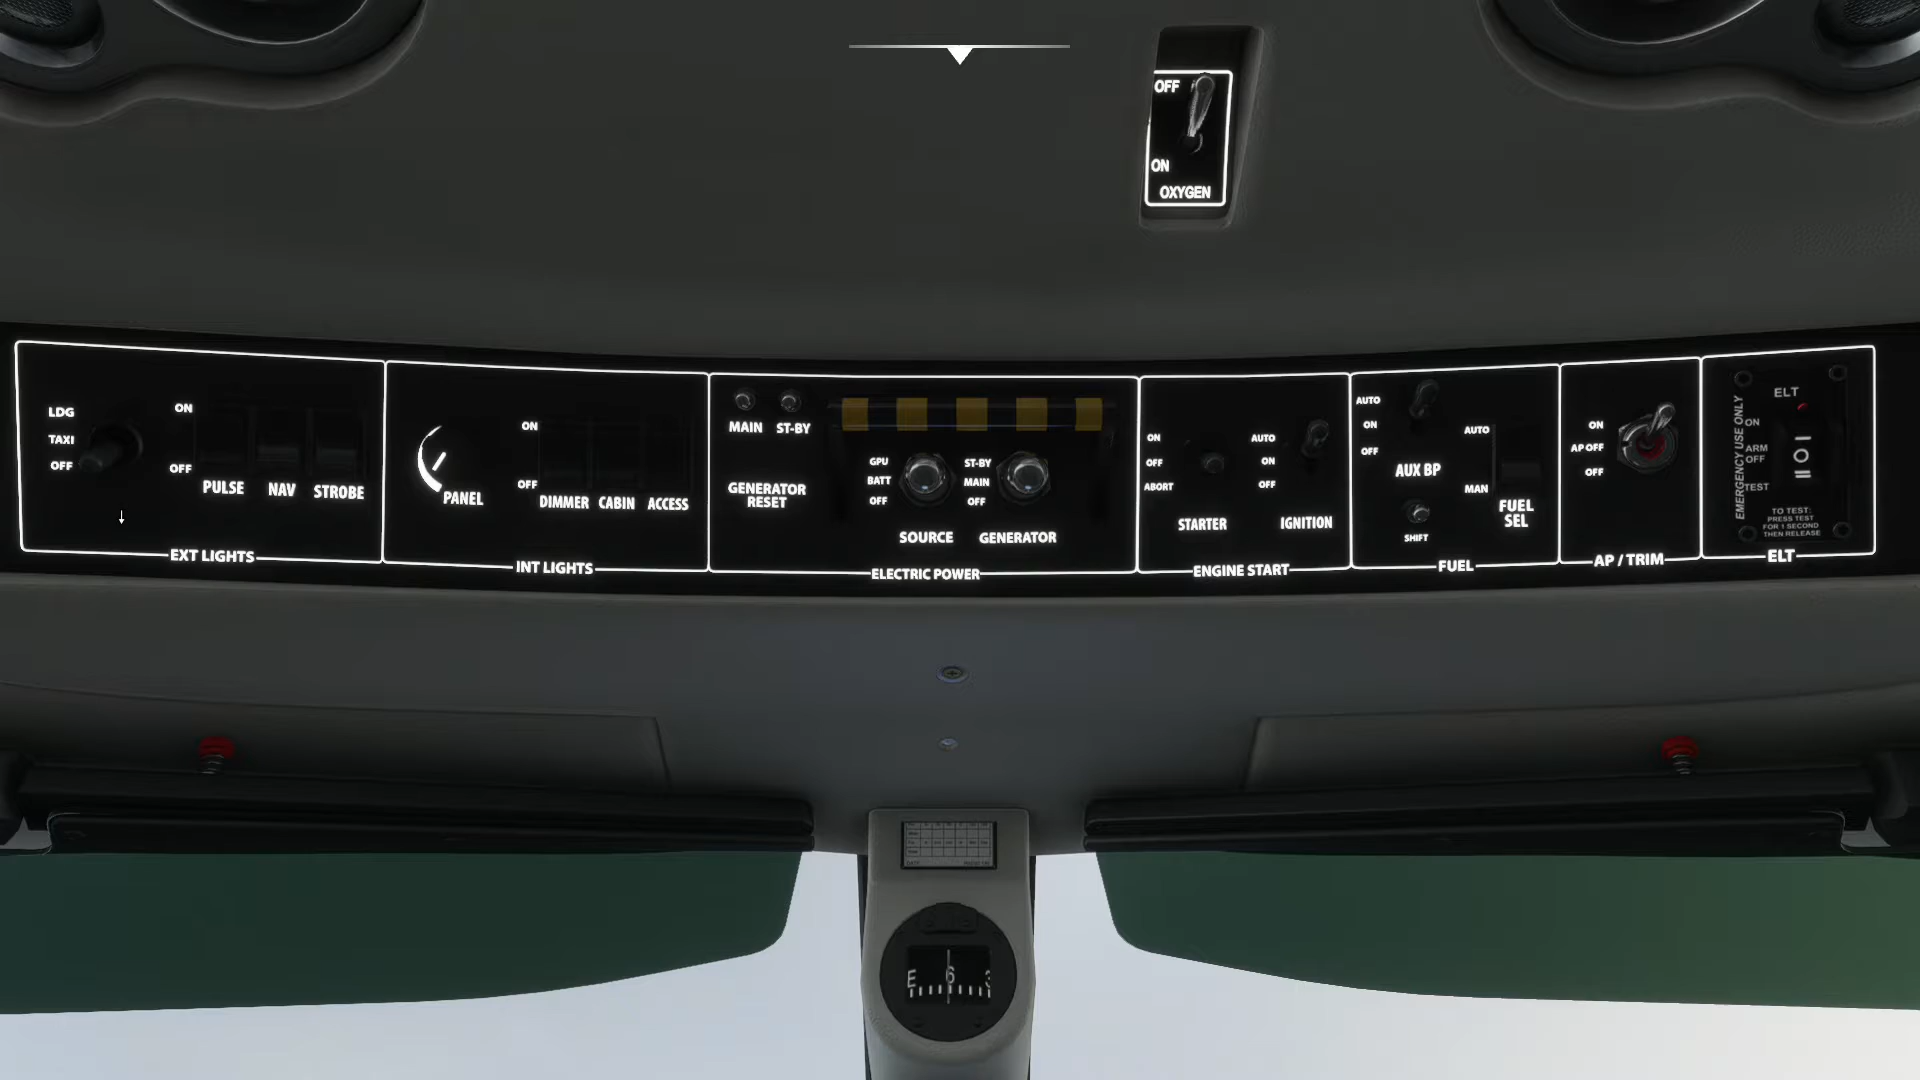 OFF
ON
OXYGEN
LDG
TAXI
OFF
ON
OFF
PULSE NAV STROBE
EXT LIGHTS
PANEL
ON
OFF
DIMMER CABIN ACCESS
INT LIGHTS
MAIN ST-BY
GENERATOR
RESET
GPU
BATT
OFF
SOURCE
ST-BY
MAIN
OFF
GENERATOR
ELECTRIC POWER
ON
OFF
ABORT
STARTER
AUTO
ON
OFF
IGNITION
ENGINE START
AUTO
ON
OFF
AUX BP
SHIFT
AUTO
MAN
FUEL
SEL
FUEL
ON
AP OFF
OFF
AP / TRIM
EMERGENCY USE ONLY
ELT
ON
ARM
OFF
TEST
TO TEST:
PRESS TEST
FOR 1 SECOND
THEN RELEASE
ELT
E 6